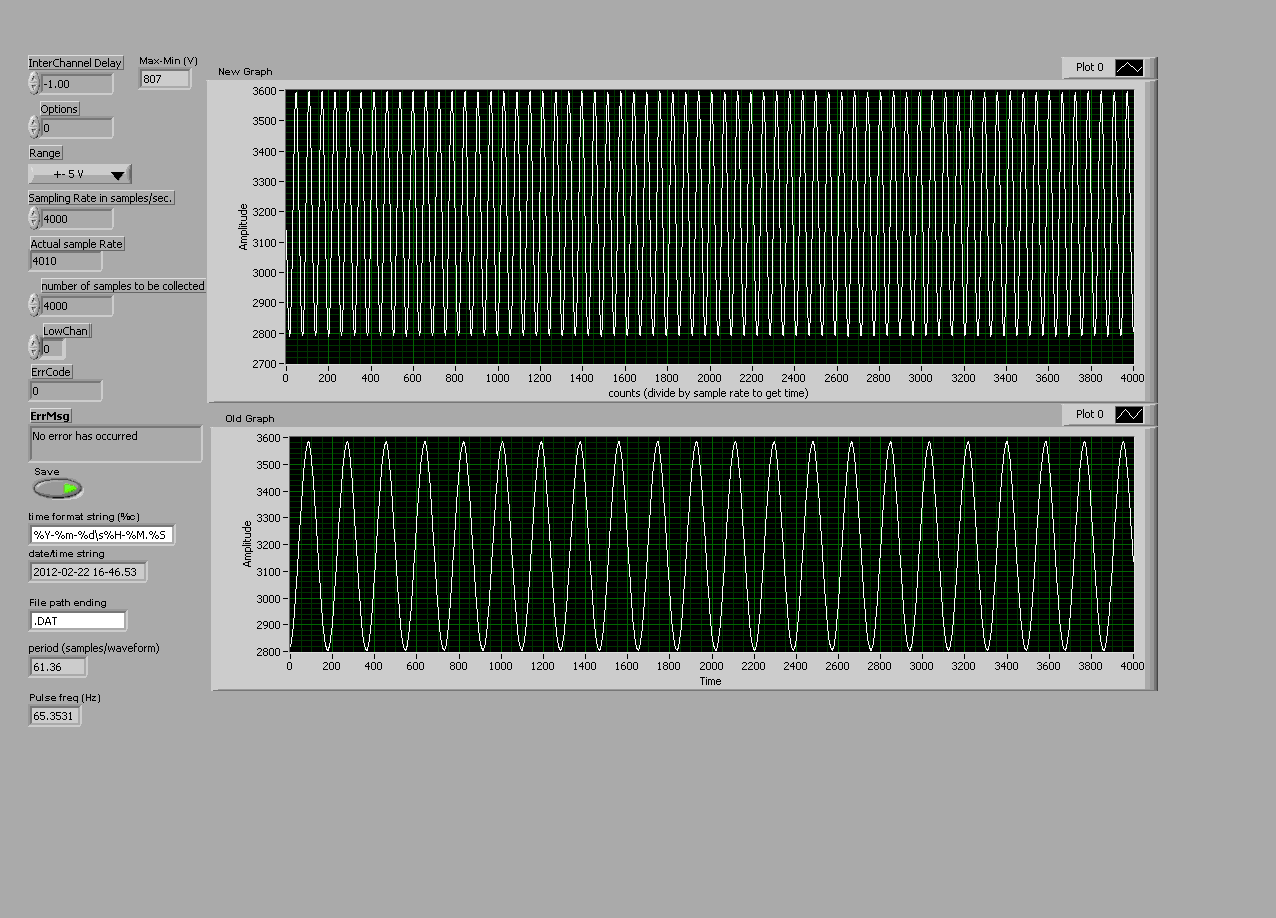 InterChannel Delay
-1.00
Max-Min (V)
807
Options
0
Range
+- 5 V
Sampling Rate in samples/sec.
4000
Actual sample Rate
4010
number of samples to be collected
4000
LowChan
0
ErrCode
0
ErrMsg
No error has occurred
Save
time format string (%c)
%Y-%m-%d\s%H-%M.%S
date/time string
2012-02-22 16-46.53
File path ending
.DAT
period (samples/waveform)
61.36
Pulse freq (Hz)
65.3531
New Graph
Plot 0
Amplitude
3600
3500
3400
3300
3200
3100
3000
2900
2800
2700
0 200 400 600 800 1000 1200 1400 1600 1800 2000 2200 2400 2600 2800 3000 3200 3400 3600 3800 4000
counts (divide by sample rate to get time)
Old Graph
Plot 0
Amplitude
3600
3500
3400
3300
3200
3100
3000
2900
2800
0 200 400 600 800 1000 1200 1400 1600 1800 2000 2200 2400 2600 2800 3000 3200 3400 3600 3800 4000
Time